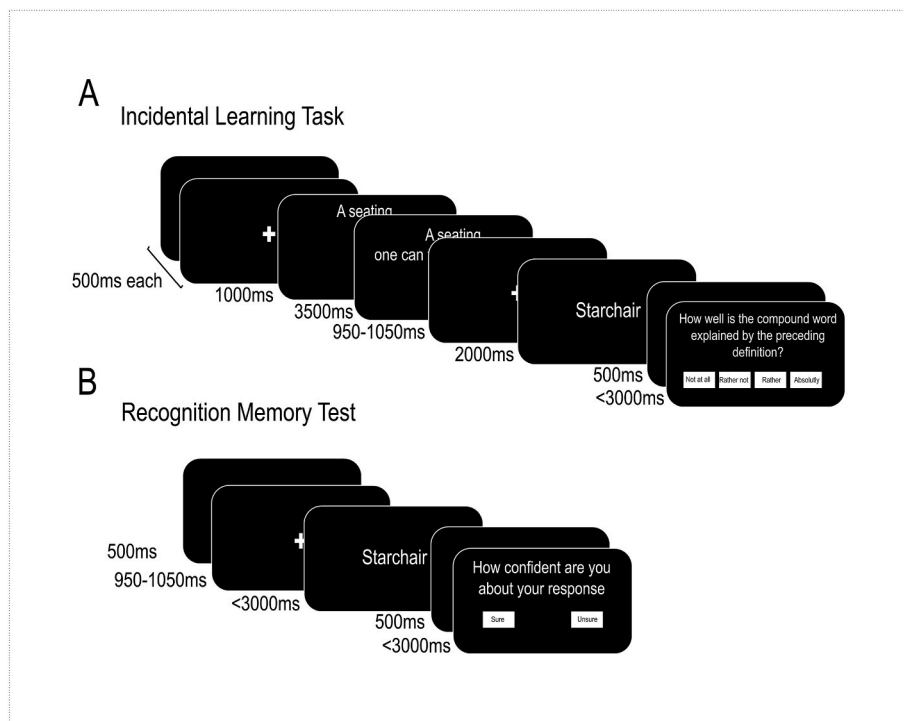 A
Incidental Learning Task
A seating
A seating
one can
500ms each
1000ms
3500ms
950-1050ms
2000ms
Starchair
500ms
<3000ms
How well is the compound word
explained by the preceding
definition?
Not at all
Rather not
Rather
Absolutly
B
Recognition Memory Test
500ms
950-1050ms
<3000ms
Starchair
500ms
<3000ms
How confident are you
about your response
Sure
Unsure